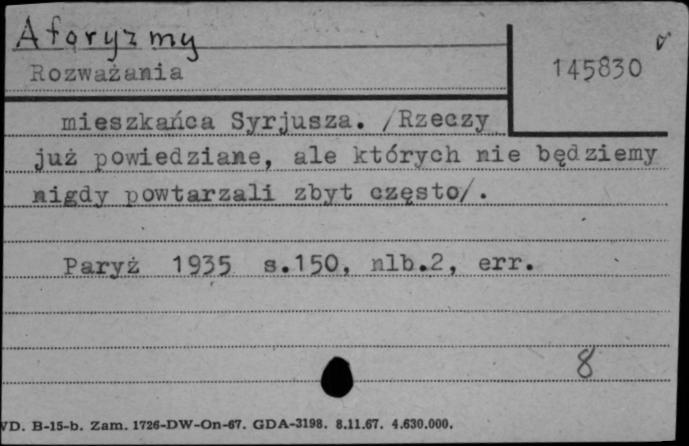 Aforyzmy
Rozważania
145830
mieszkańca Syrjusza. /Rzeczy
już powiedziane, ale których nie będziemy
nigdy powtarzali zbyt często/.
Paryż 1935 s.150, nlb.2, err.
8
VD. B-15-b. Zam. 1726-DW-On-67. GDA-3198. 8.11.67. 4.630.000.